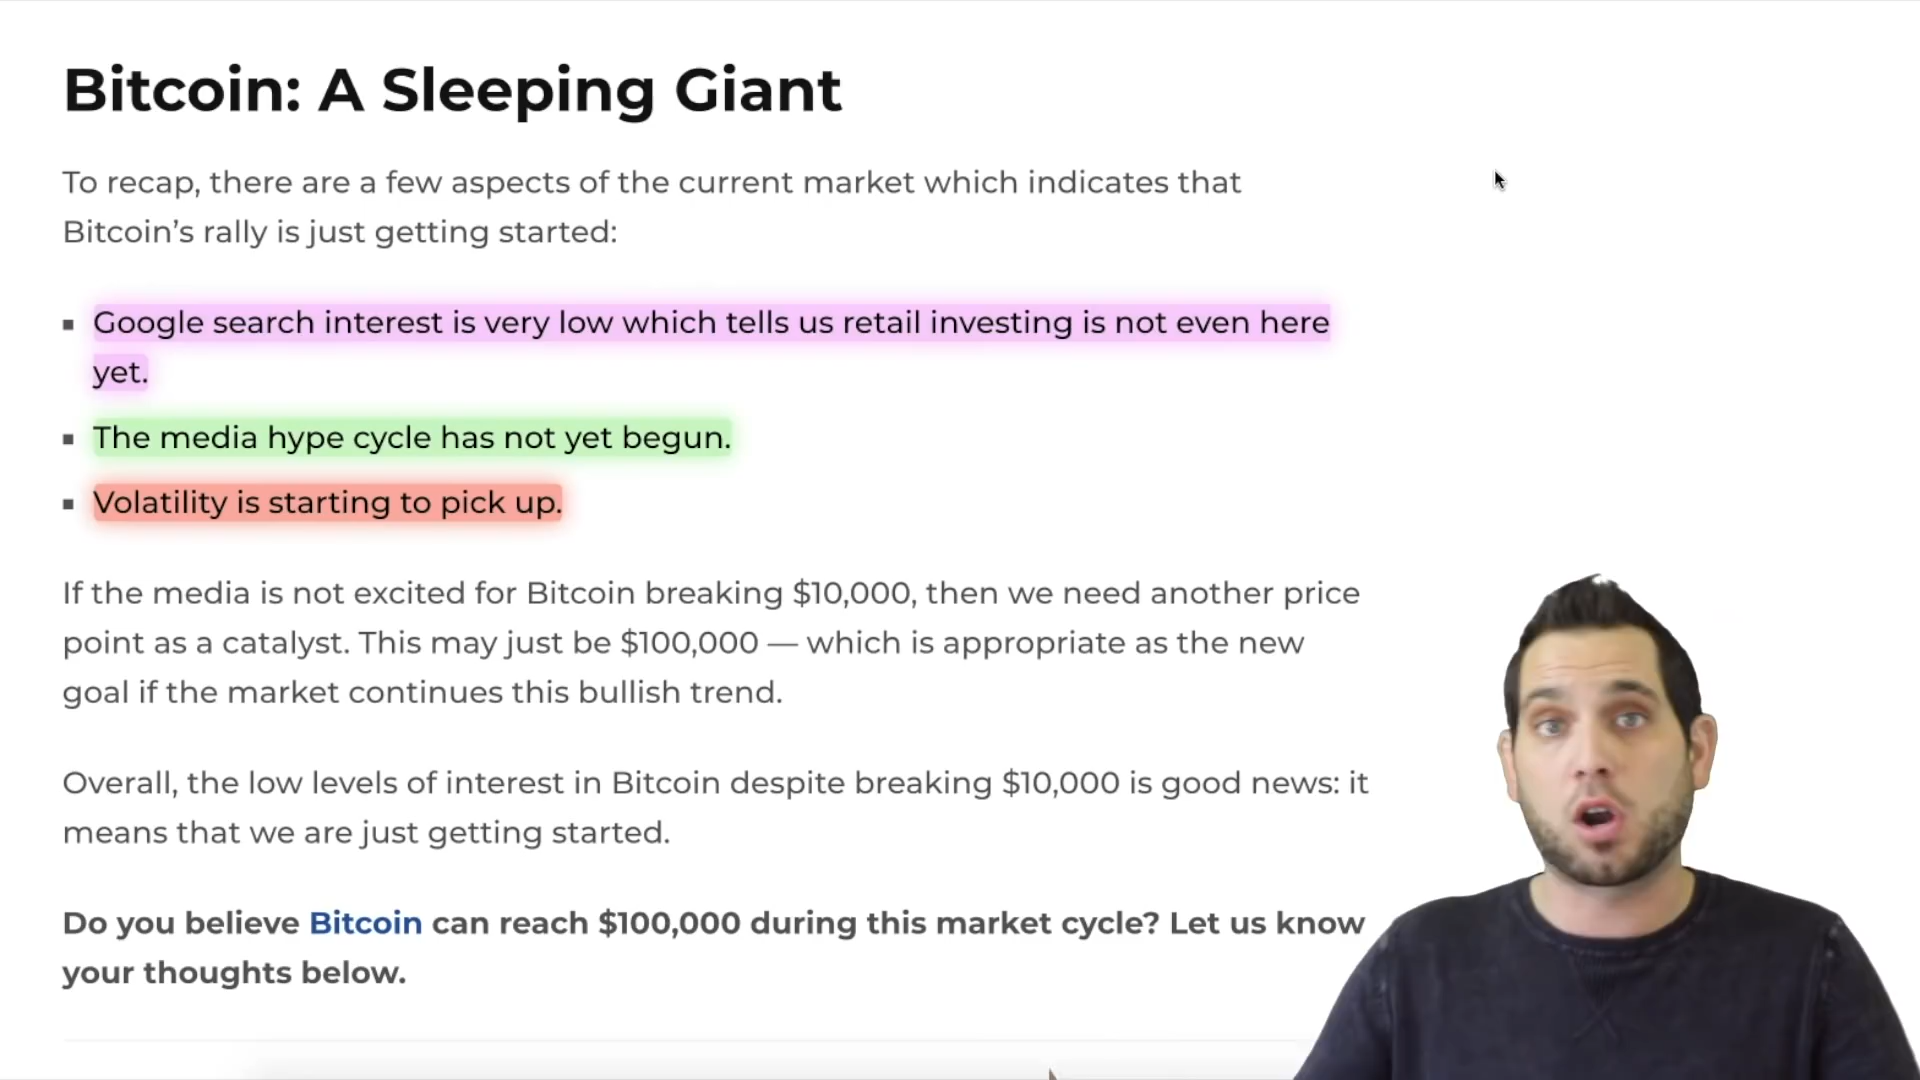 Bitcoin: A Sleeping Giant
To recap, there are a few aspects of the current market which indicates that
Bitcoin’s rally is just getting started:
Google search interest is very low which tells us retail investing is not even here
yet.
The media hype cycle has not yet begun.
Volatility is starting to pick up.
If the media is not excited for Bitcoin breaking $10,000, then we need another price
point as a catalyst. This may just be $100,000 — which is appropriate as the new
goal if the market continues this bullish trend.
Overall, the low levels of interest in Bitcoin despite breaking $10,000 is good news: it
means that we are just getting started.
Do you believe Bitcoin can reach $100,000 during this market cycle? Let us know
your thoughts below.